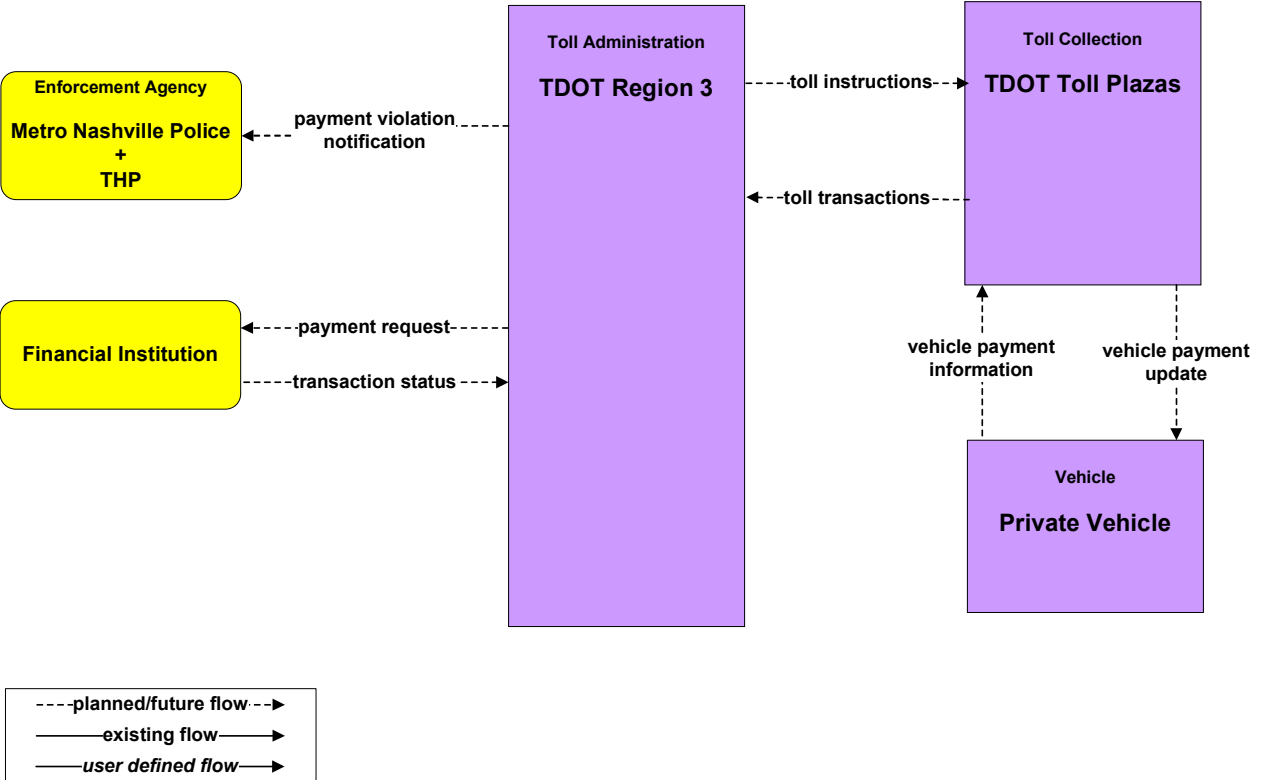 Enforcement Agency
Metro Nashville Police
+
THP
payment violation
notification
Financial Institution
payment request
transaction status
Toll Administration
TDOT Region 3
toll instructions
toll transactions
Toll Collection
TDOT Toll Plazas
vehicle payment
information
vehicle payment
update
Vehicle
Private Vehicle
planned/future flow
existing flow
user defined flow